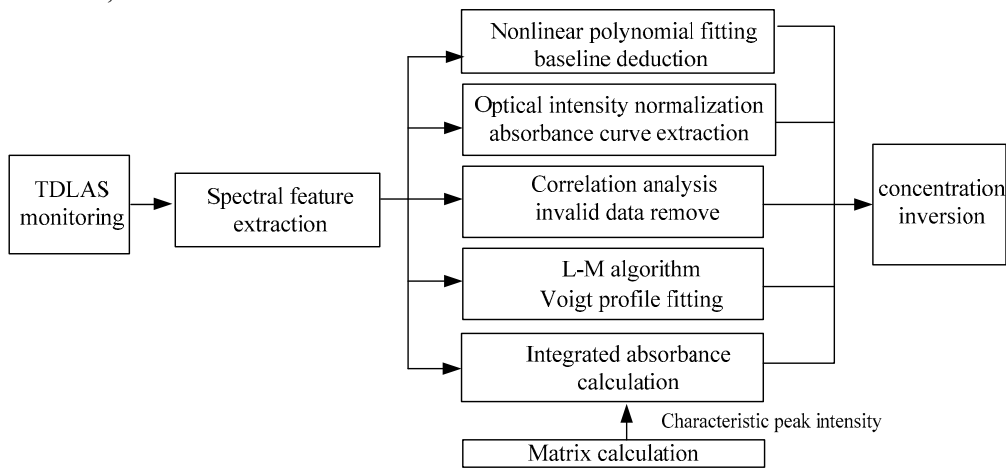 Nonlinear polynomial fitting
baseline deduction
Optical intensity normalization
absorbance curve extraction
TDLAS
monitoring
Spectral feature
extraction
Correlation analysis
invalid data remove
concentration
inversion
L-M algorithm
Voigt profile fitting
Integrated absorbance
calculation
Characteristic peak intensity
Matrix calculation